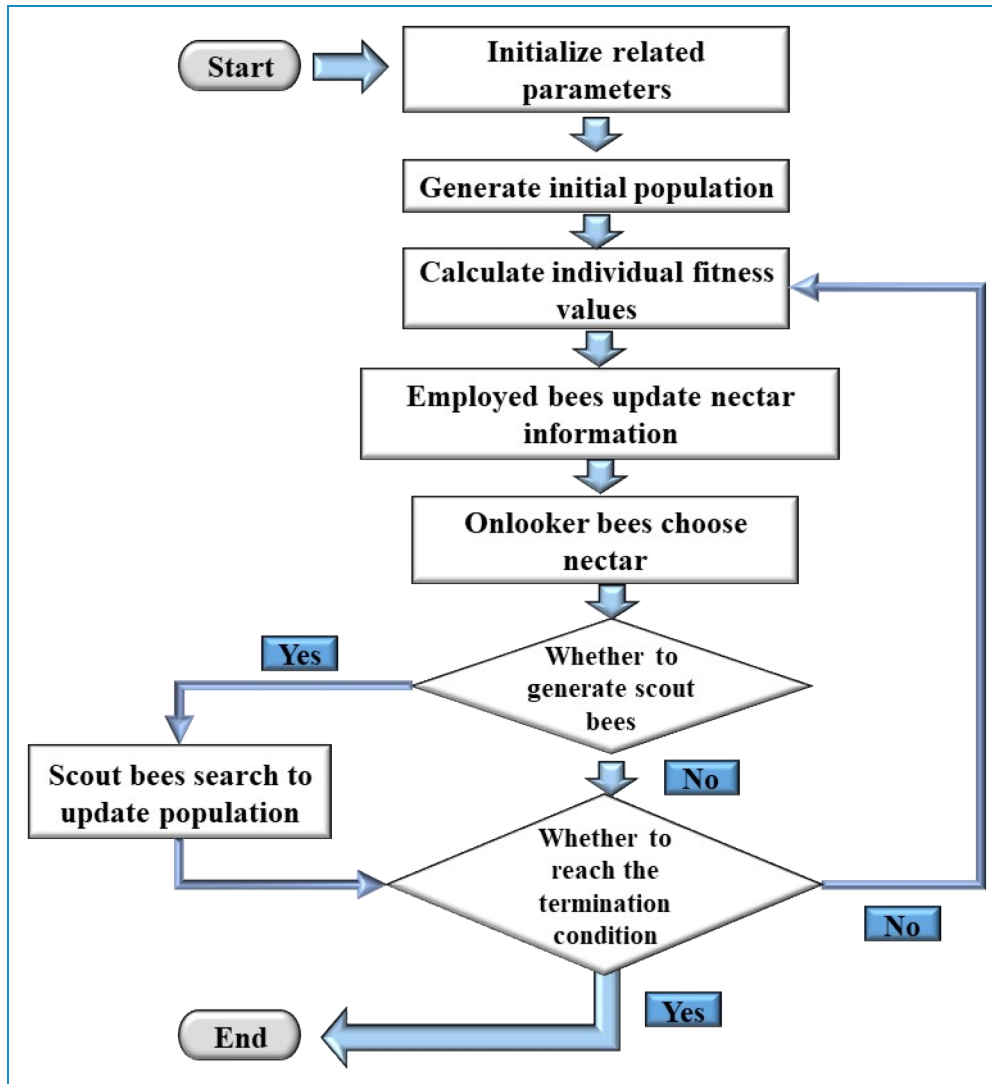 Start
Initialize related
parameters
Generate initial population
Calculate individual fitness
values
Employed bees update nectar
information
Onlooker bees choose
nectar
Yes
Whether to
generate scout
bees
Scout bees search to
update population
No
Whether to
reach the
termination
condition
No
Yes
End